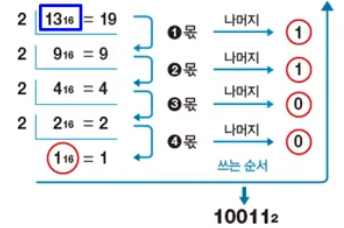 2 13₁₆ = 19
❶몫 나머지 1
2 9₁₆ = 9
❷몫 나머지 1
2 4₁₆ = 4
❸몫 나머지 0
2 2₁₆ = 2
❹몫 나머지 0
1₁₆ = 1
쓰는 순서
10011₂